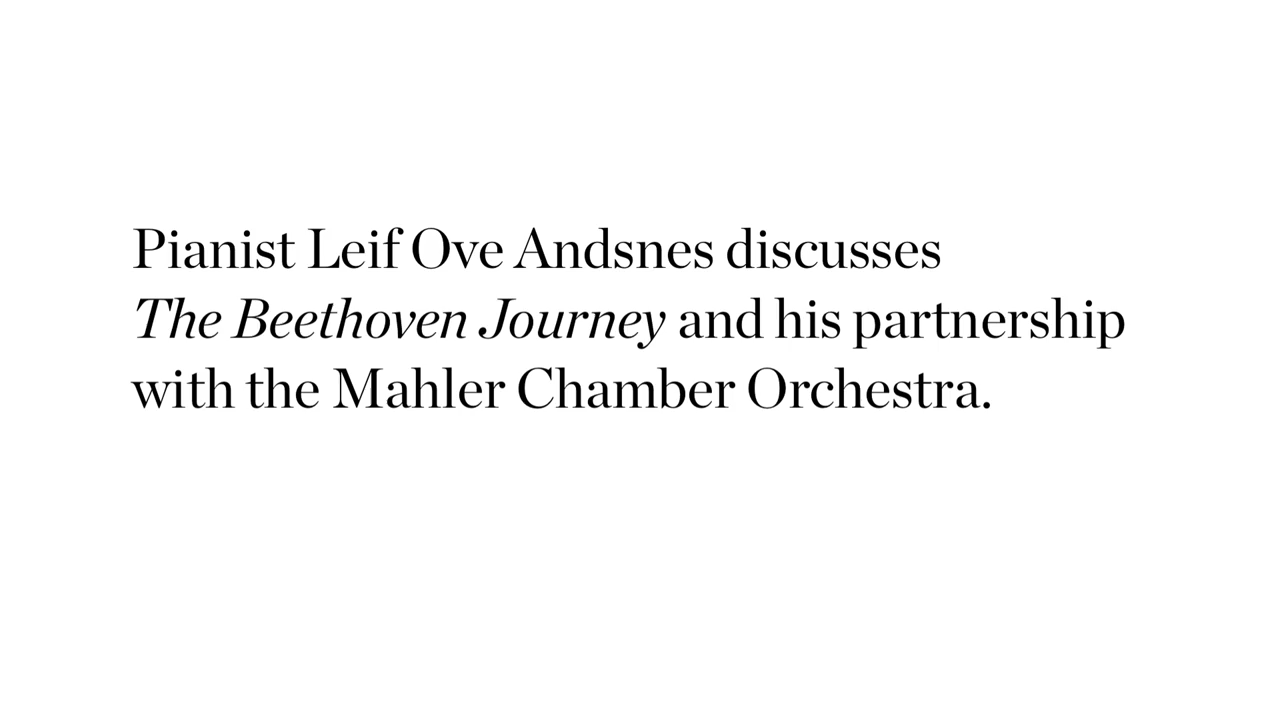 Pianist Leif Ove Andsnes discusses
The Beethoven Journey and his partnership
with the Mahler Chamber Orchestra.